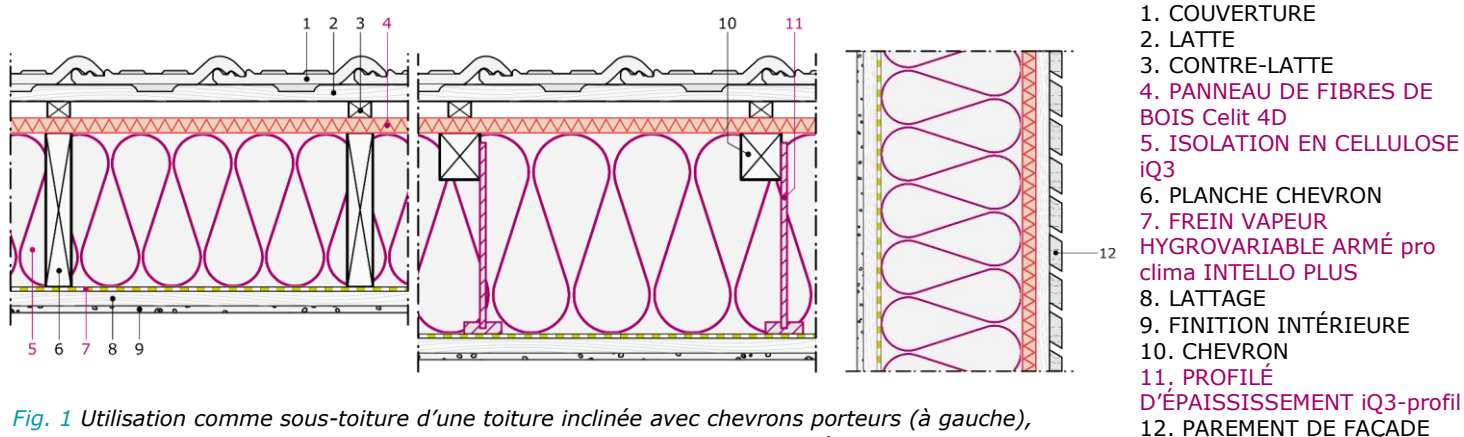 1 2 3 4 10 11
12
5 6 7 8 9
Fig. 1 Utilisation comme sous-toiture d'une toiture inclinée avec chevrons porteurs (à gauche),
1. COUVERTURE
2. LATTE
3. CONTRE-LATTE
4. PANNEAU DE FIBRES DE
BOIS Celit 4D
5. ISOLATION EN CELLULOSE
iQ3
6. PLANCHE CHEVRON
7. FREIN VAPEUR
HYGROVARIABLE ARMÉ pro
clima INTELLO PLUS
8. LATTAGE
9. FINITION INTÉRIEURE
10. CHEVRON
11. PROFILÉ
D'ÉPAISSISSEMENT iQ3-profil
12. PAREMENT DE FAÇADE